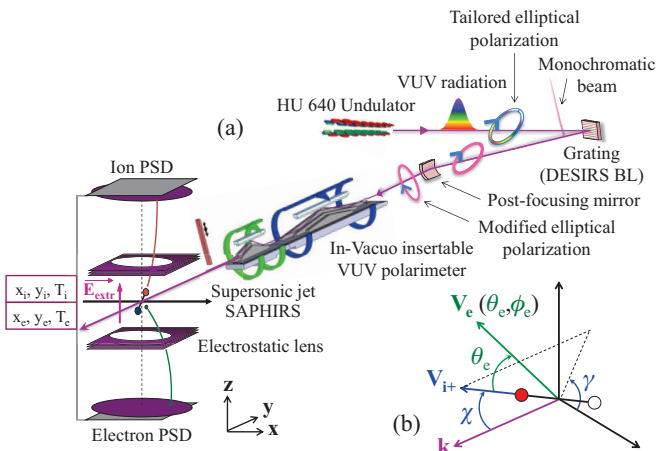 Tailored elliptical
polarization
Monochromatic
beam
VUV radiation
HU 640 Undulator
(a)
Grating
(DESIRS BL)
Post-focusing mirror
Modified elliptical
polarization
In-Vacuo insertable
VUV polarimeter
Ion PSD
x_i, y_i, T_i
x_e, y_e, T_e
E_extr
Supersonic jet
SAPHIRS
Electrostatic lens
Electron PSD
z
y
x
V_e (θ_e,ϕ_e)
θ_e
V_i+
χ
γ
k
(b)